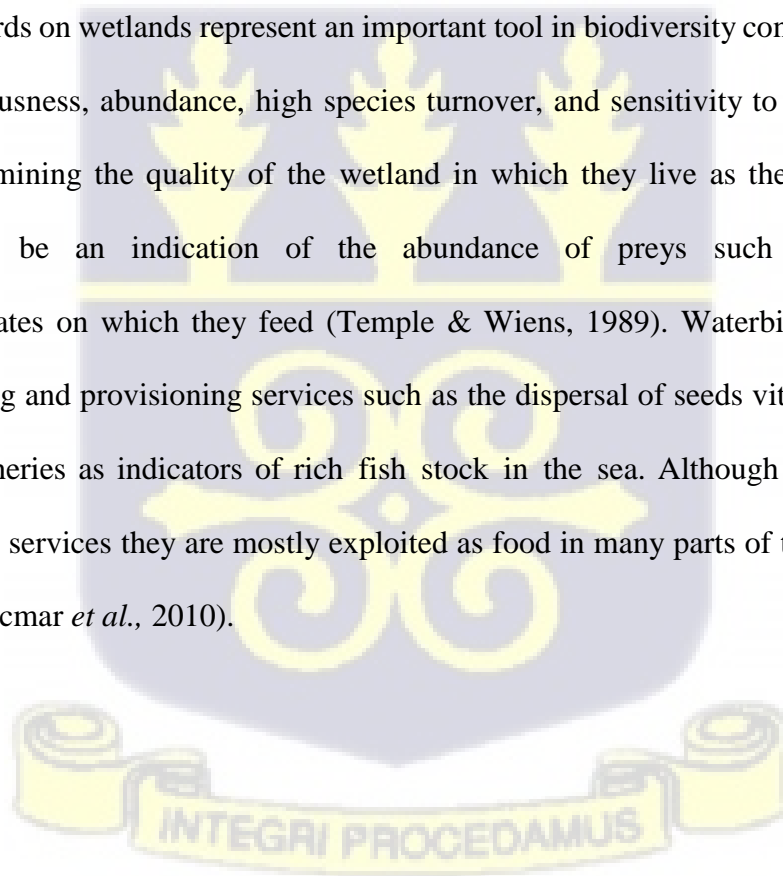 rds on wetlands represent an important tool in biodiversity con
ousness, abundance, high species turnover, and sensitivity to
mining the quality of the wetland in which they live as the
be an indication of the abundance of preys such
ates on which they feed (Temple & Wiens, 1989). Waterbi
g and provisioning services such as the dispersal of seeds vit
neries as indicators of rich fish stock in the sea. Although
services they are mostly exploited as food in many parts of t
cmar et al., 2010).
INTEGRI PROCEDAMUS